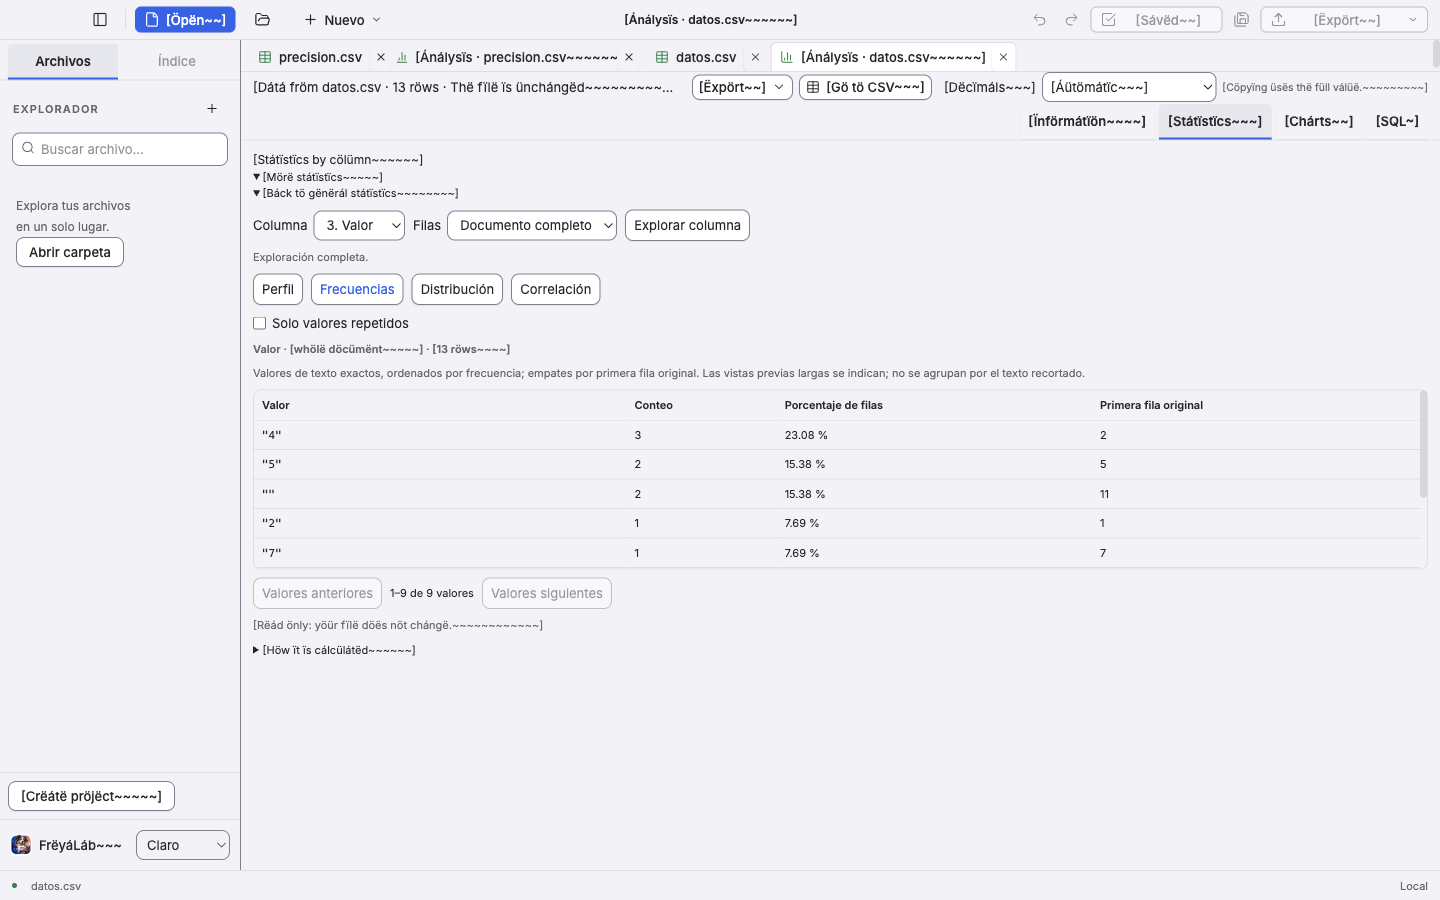 [Öpën~~]
Nuevo
[Ánálysïs · datos.csv~~~~~~]
[Sávëd~~]
[Ëxpört~~]
Archivos
Índice
precision.csv
[Ánálysïs · precision.csv~~~~~~
datos.csv
[Ánálysïs · datos.csv~~~~~~]
[Dátá fröm datos.csv · 13 röws · Thë fïlë ïs ünchángëd~~~~~~~~~...
[Ëxpört~~]
[Gö tö CSV~~~]
[Dëcïmáls~~~]
[Áütömátïc~~~]
[Cöpyïng üsës thë füll válüë.~~~~~~~~~]
EXPLORADOR
[Ïnförmátïön~~~~]
[Státïstïcs~~~]
[Chárts~~]
[SQL~]
Buscar archivo...
Explora tus archivos
en un solo lugar.
Abrir carpeta
[Státïstïcs by cölümn~~~~~~]
[Mörë státïstïcs~~~~~]
[Báck tö gënërál státïstïcs~~~~~~~~]
Columna
3. Valor
Filas
Documento completo
Explorar columna
Exploración completa.
Perfil
Frecuencias
Distribución
Correlación
Solo valores repetidos
Valor · [whölë döcümënt~~~~~] · [13 röws~~~~]
Valores de texto exactos, ordenados por frecuencia; empates por primera fila original. Las vistas previas largas se indican; no se agrupan por el texto recortado.
Valor Conteo Porcentaje de filas Primera fila original
"4" 3 23.08 % 2
"5" 2 15.38 % 5
"" 2 15.38 % 11
"2" 1 7.69 % 1
"7" 1 7.69 % 7
Valores anteriores
1–9 de 9 valores
Valores siguientes
[Rëád önly: yöür fïlë döës nöt chángë.~~~~~~~~~~~~]
[Höw ït ïs cálcülátëd~~~~~~]
[Crëátë pröjëct~~~~~]
FrëyáLáb~~~
Claro
datos.csv
Local